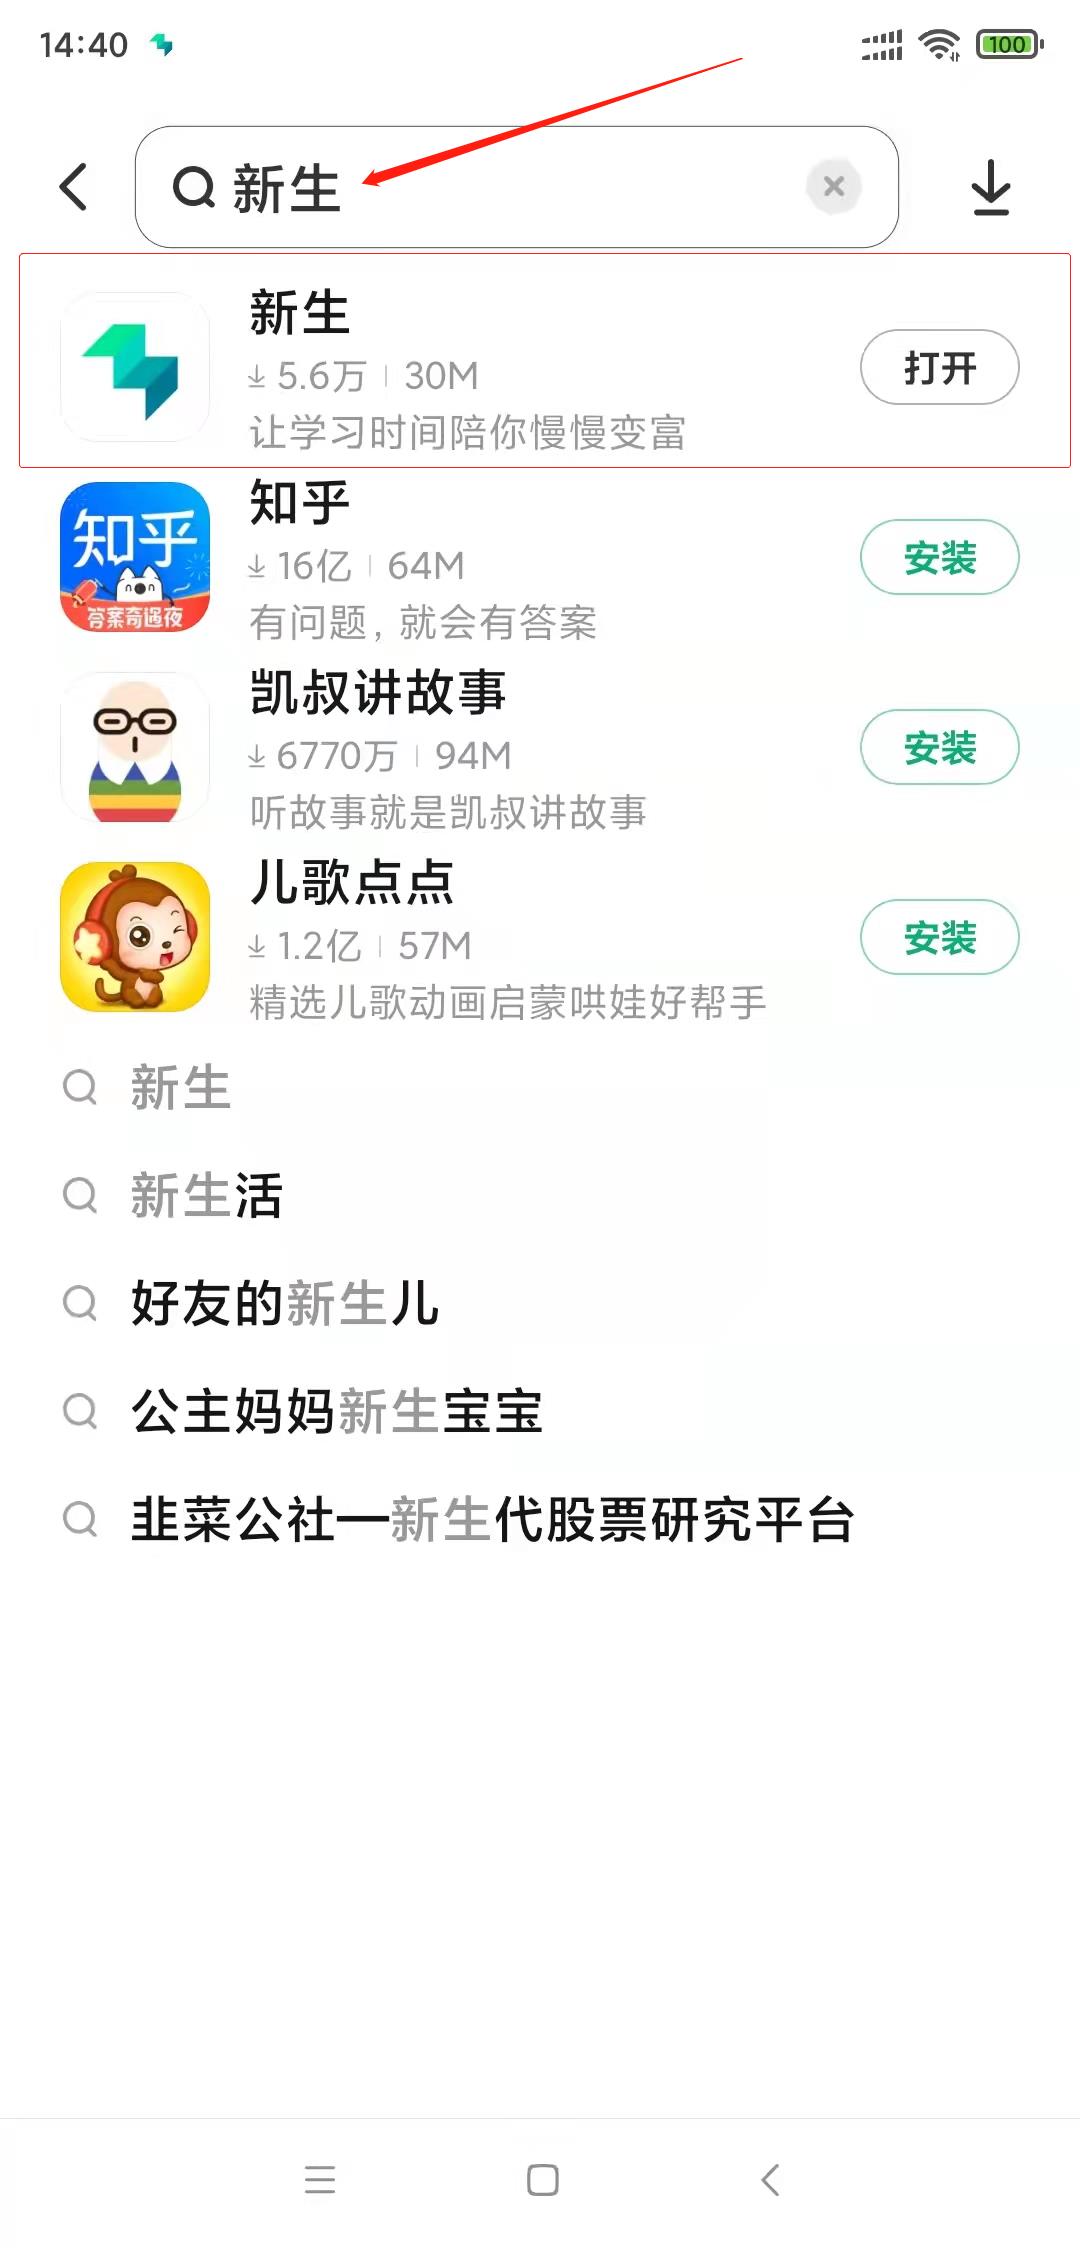 14:40
100
新生
新生
5.6万 30M
让学习时间陪你慢慢变富
打开
知乎
答案奇遇夜
知乎
16亿 64M
有问题，就会有答案
安装
凯叔讲故事
6770万 94M
听故事就是凯叔讲故事
安装
儿歌点点
1.2亿 57M
精选儿歌动画启蒙哄娃好帮手
安装
新生
新生活
好友的新生儿
公主妈妈新生宝宝
韭菜公社—新生代股票研究平台